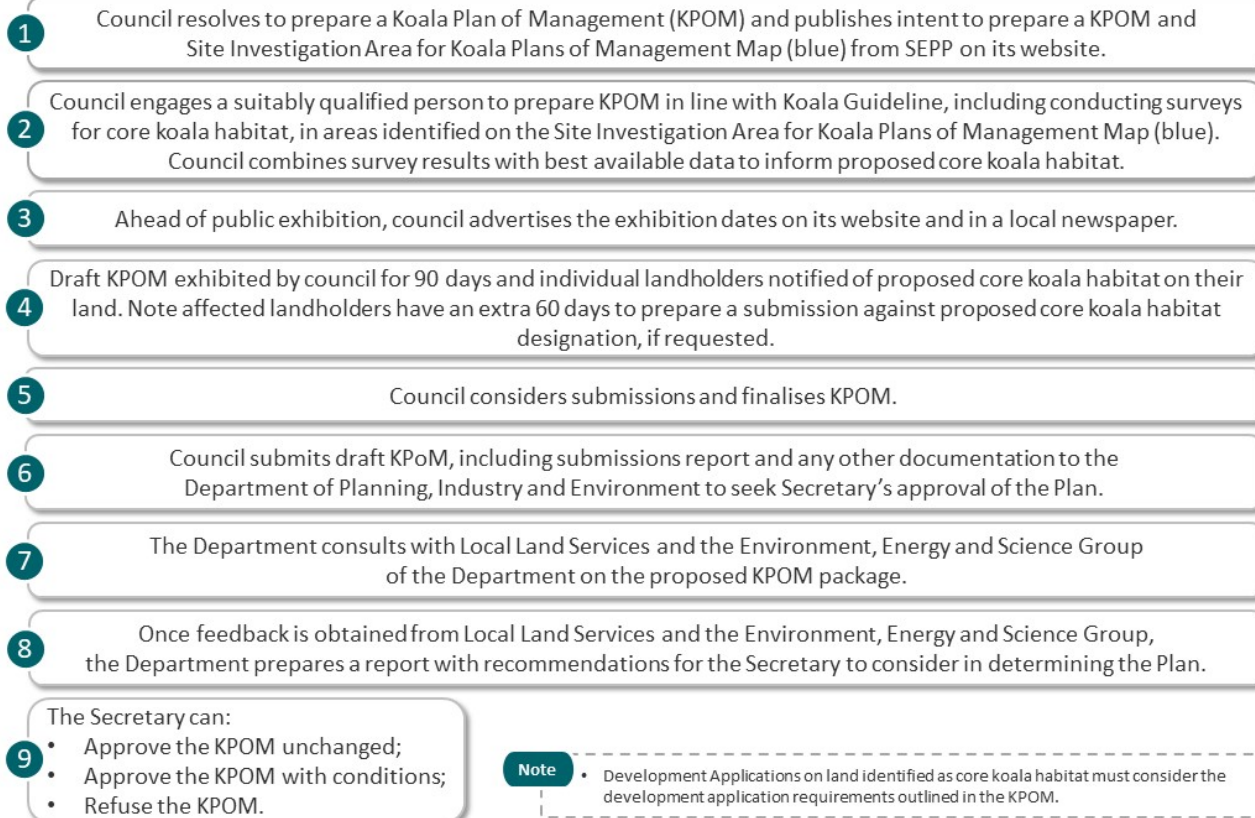 1
Council resolves to prepare a Koala Plan of Management (KPOM) and publishes intent to prepare a KPOM and
Site Investigation Area for Koala Plans of Management Map (blue) from SEPP on its website.
2
Council engages a suitably qualified person to prepare KPOM in line with Koala Guideline, including conducting surveys
for core koala habitat, in areas identified on the Site Investigation Area for Koala Plans of Management Map (blue).
Council combines survey results with best available data to inform proposed core koala habitat.
3
Ahead of public exhibition, council advertises the exhibition dates on its website and in a local newspaper.
4
Draft KPOM exhibited by council for 90 days and individual landholders notified of proposed core koala habitat on their
land. Note affected landholders have an extra 60 days to prepare a submission against proposed core koala habitat
designation, if requested.
5
Council considers submissions and finalises KPOM.
6
Council submits draft KPoM, including submissions report and any other documentation to the
Department of Planning, Industry and Environment to seek Secretary's approval of the Plan.
7
The Department consults with Local Land Services and the Environment, Energy and Science Group
of the Department on the proposed KPOM package.
8
Once feedback is obtained from Local Land Services and the Environment, Energy and Science Group,
the Department prepares a report with recommendations for the Secretary to consider in determining the Plan.
9
The Secretary can:
• Approve the KPOM unchanged;
• Approve the KPOM with conditions;
• Refuse the KPOM.
Note
• Development Applications on land identified as core koala habitat must consider the
development application requirements outlined in the KPOM.